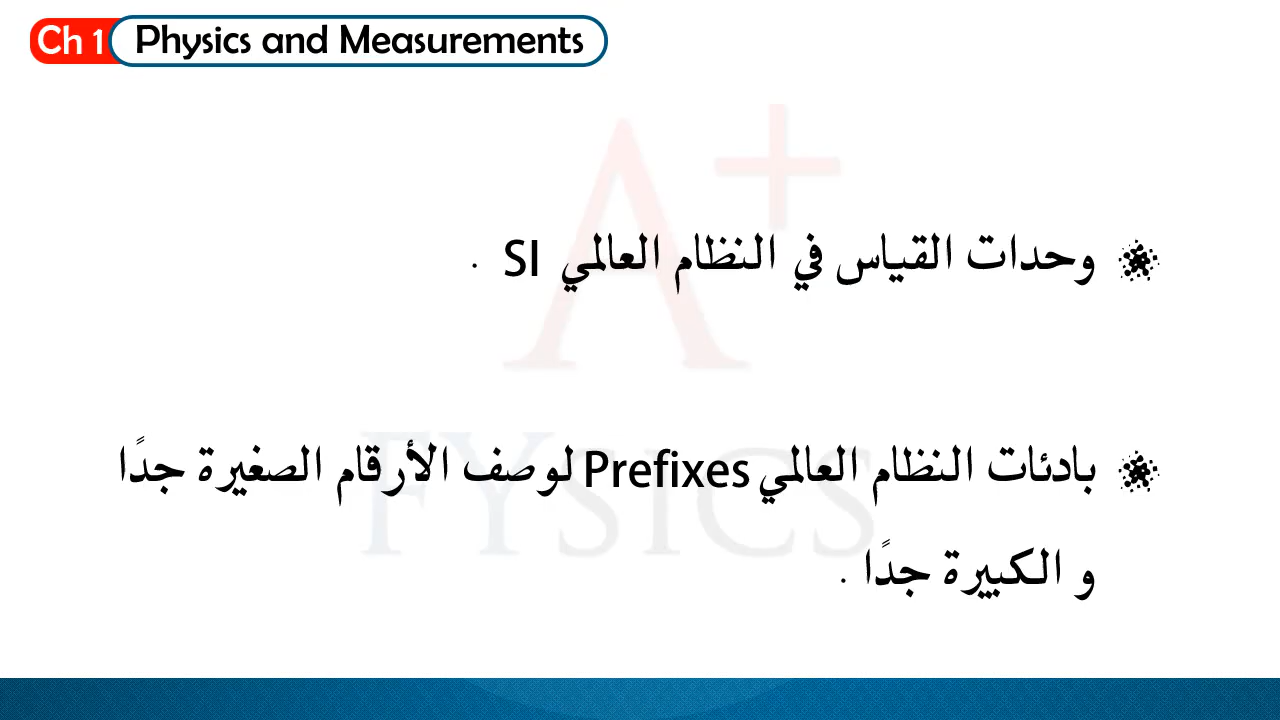 Ch 1 Physics and Measurements
وحدات القياس في النظام العالمي SI .
بادئات النظام العالمي Prefixes لوصف الأرقام الصغيرة جدًا
و الكبيرة جدًا .
A+
FYSICS